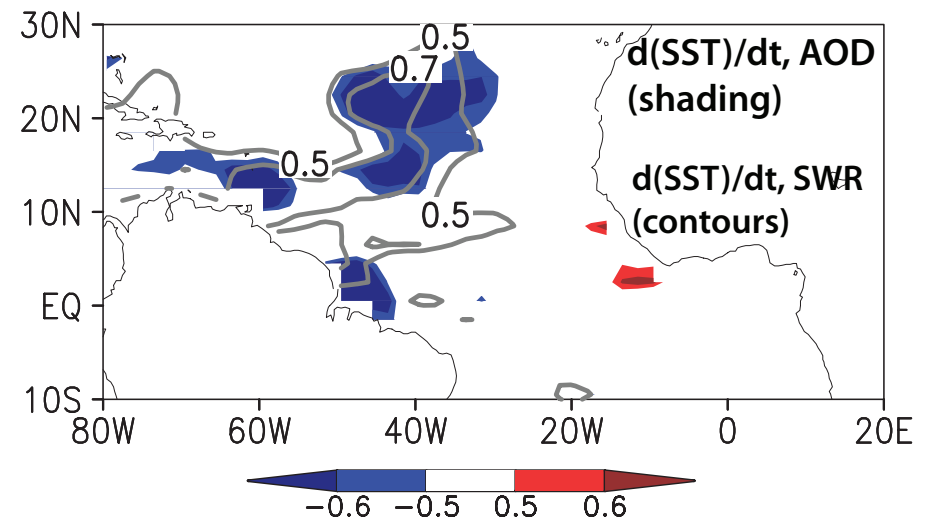 30N
0.5
d(SST)/dt, AOD
0.7
(shading)
20N
0.5
d(SST)/dt, SWR
10N
0.5
(contours)
EQ
10S
80W 60W 40W 20W 0 20E
−0.6 −0.5 0.5 0.6